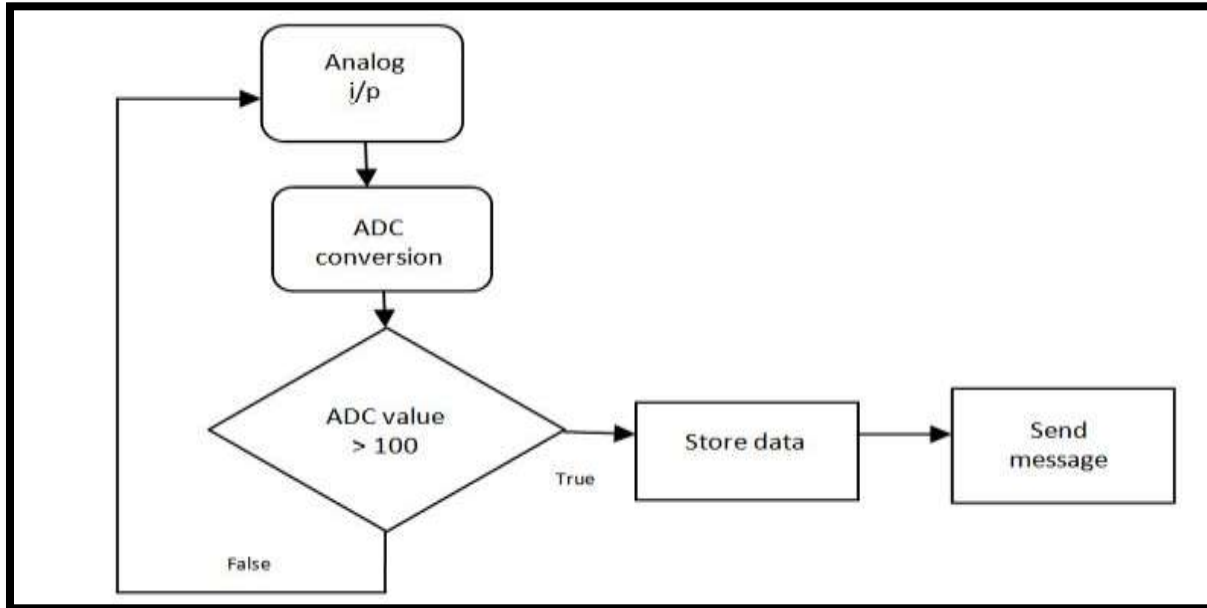 Analog
i/p
ADC
conversion
ADC value
> 100
True
Store data
Send
message
False